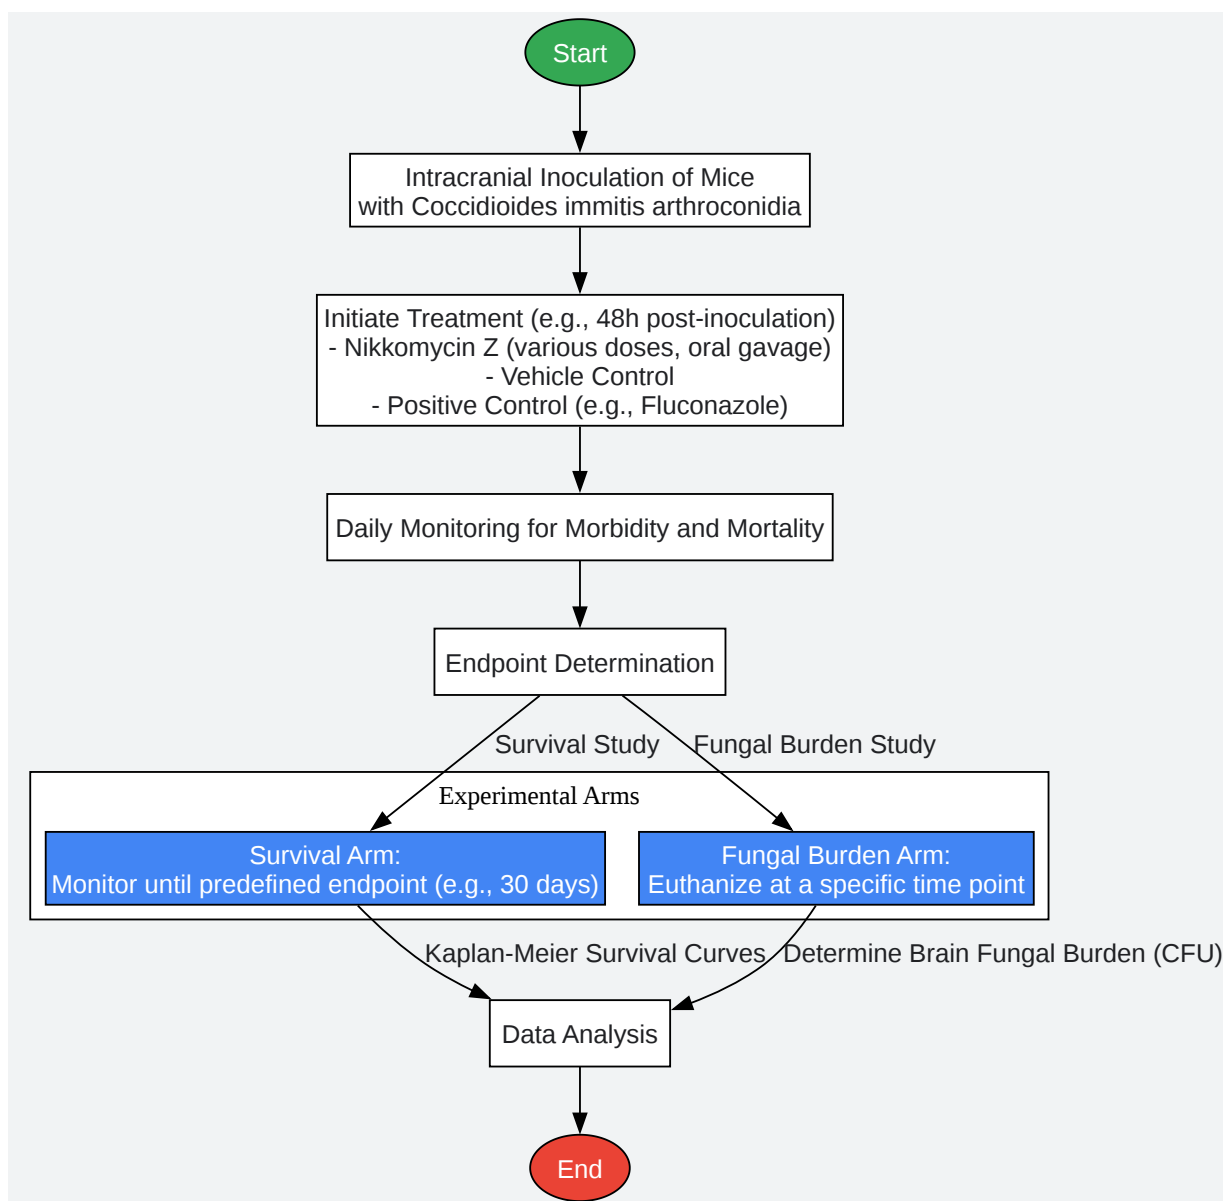 Start
Intracranial Inoculation of Mice
with Coccidioides immitis arthroconidia
Initiate Treatment (e.g., 48h post-inoculation)
- Nikkomycin Z (various doses, oral gavage)
- Vehicle Control
- Positive Control (e.g., Fluconazole)
Daily Monitoring for Morbidity and Mortality
Endpoint Determination
Survival Study
Fungal Burden Study
Experimental Arms
Survival Arm:
Monitor until predefined endpoint (e.g., 30 days)
Fungal Burden Arm:
Euthanize at a specific time point
Kaplan-Meier Survival Curves
Determine Brain Fungal Burden (CFU)
Data Analysis
End